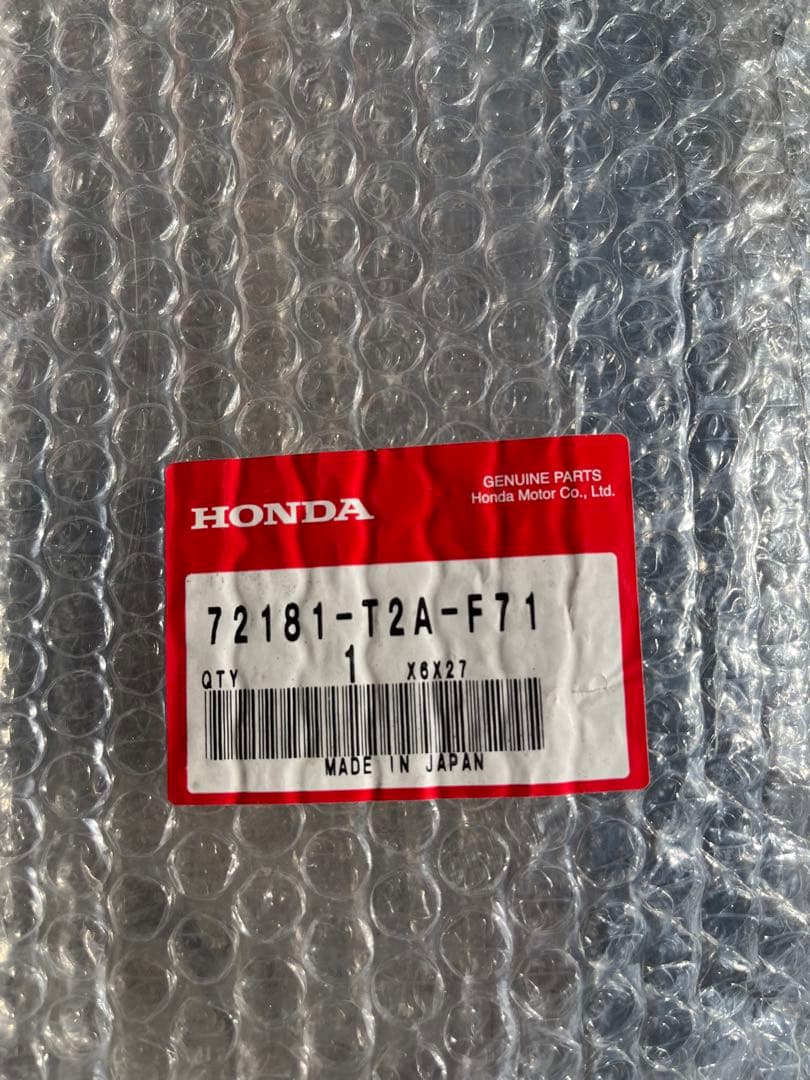 HONDA
GENUINE PARTS
Honda Motor Co., Ltd.
72181-T2A-F71
QTY 1 X6X27
MADE IN JAPAN